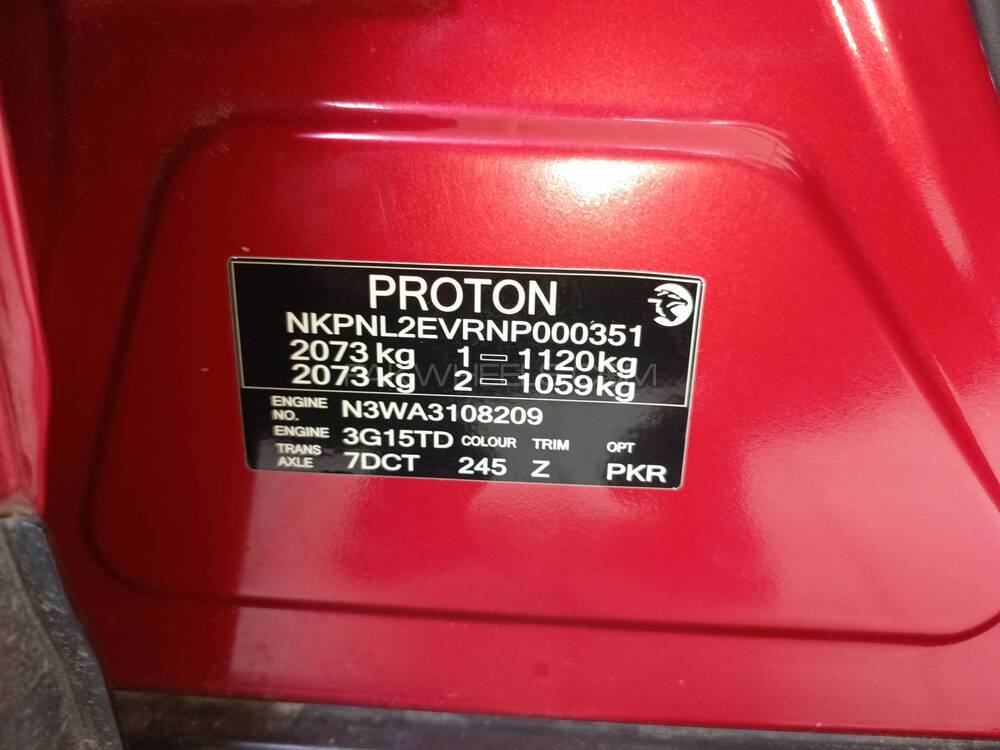 PROTON
NKPNL2EVRNP000351
2073 kg 1 – 1120kg
2073 kg 2 – 1059kg
ENGINE NO. N3WA3108209
ENGINE 3G15TD COLOUR TRIM OPT
TRANS AXLE 7DCT 245 Z PKR